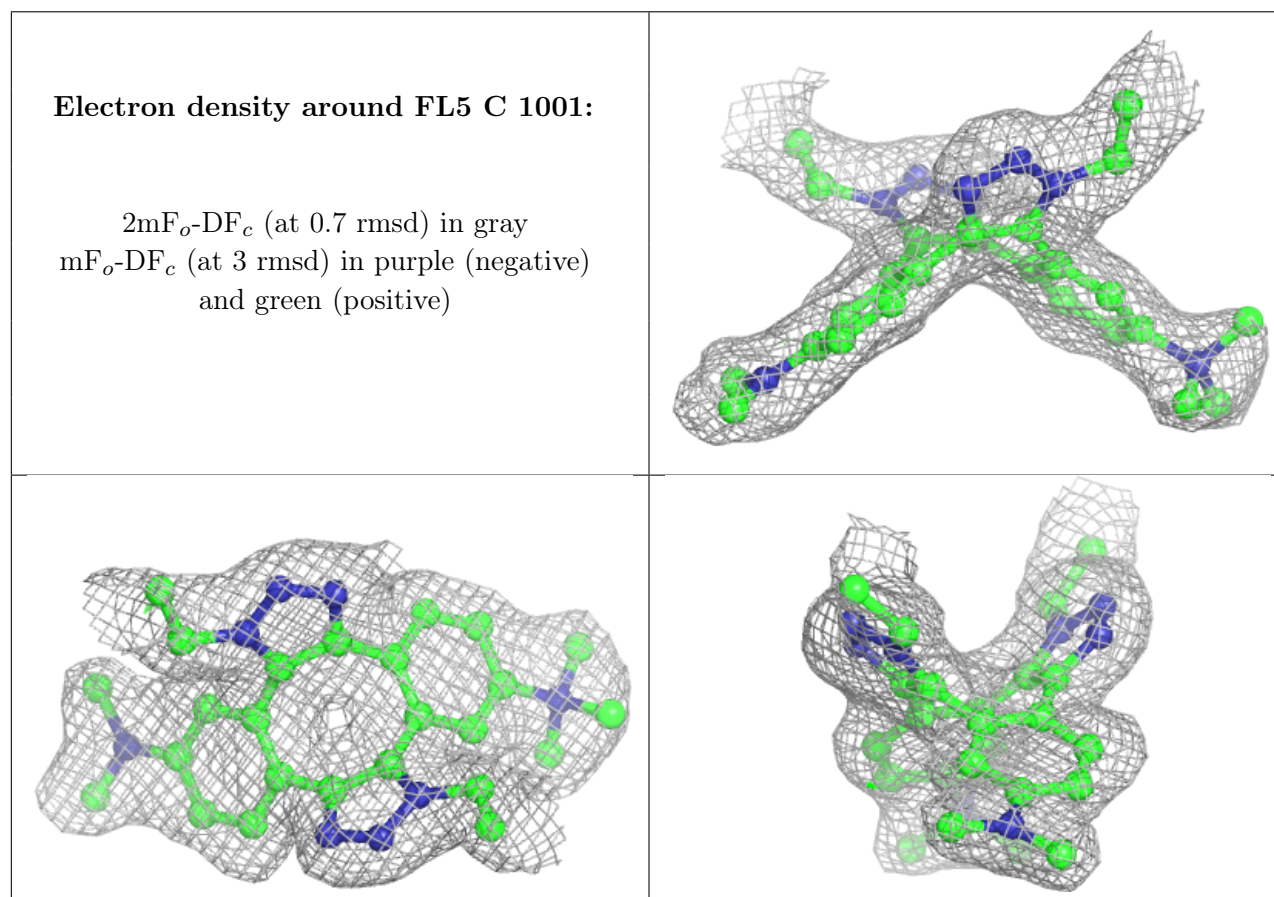 Electron density around FL5 C 1001:
2mFo-DFc (at 0.7 rmsd) in gray
mFo-DFc (at 3 rmsd) in purple (negative)
and green (positive)